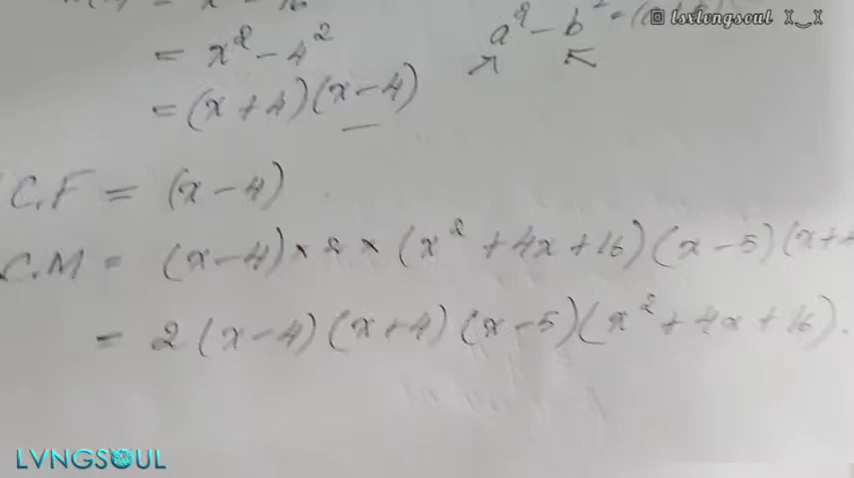 = x² - 4²
a² - b² = (
lsxlvngsoul X‿X
= (x + 4)(x - 4)
C.F = (x - 4)
C.M = (x - 4) × 2 × (x² + 4x + 16)(x - 5)(x +
= 2(x - 4)(x + 4)(x - 5)(x² + 4x + 16).
LVNGSOUL